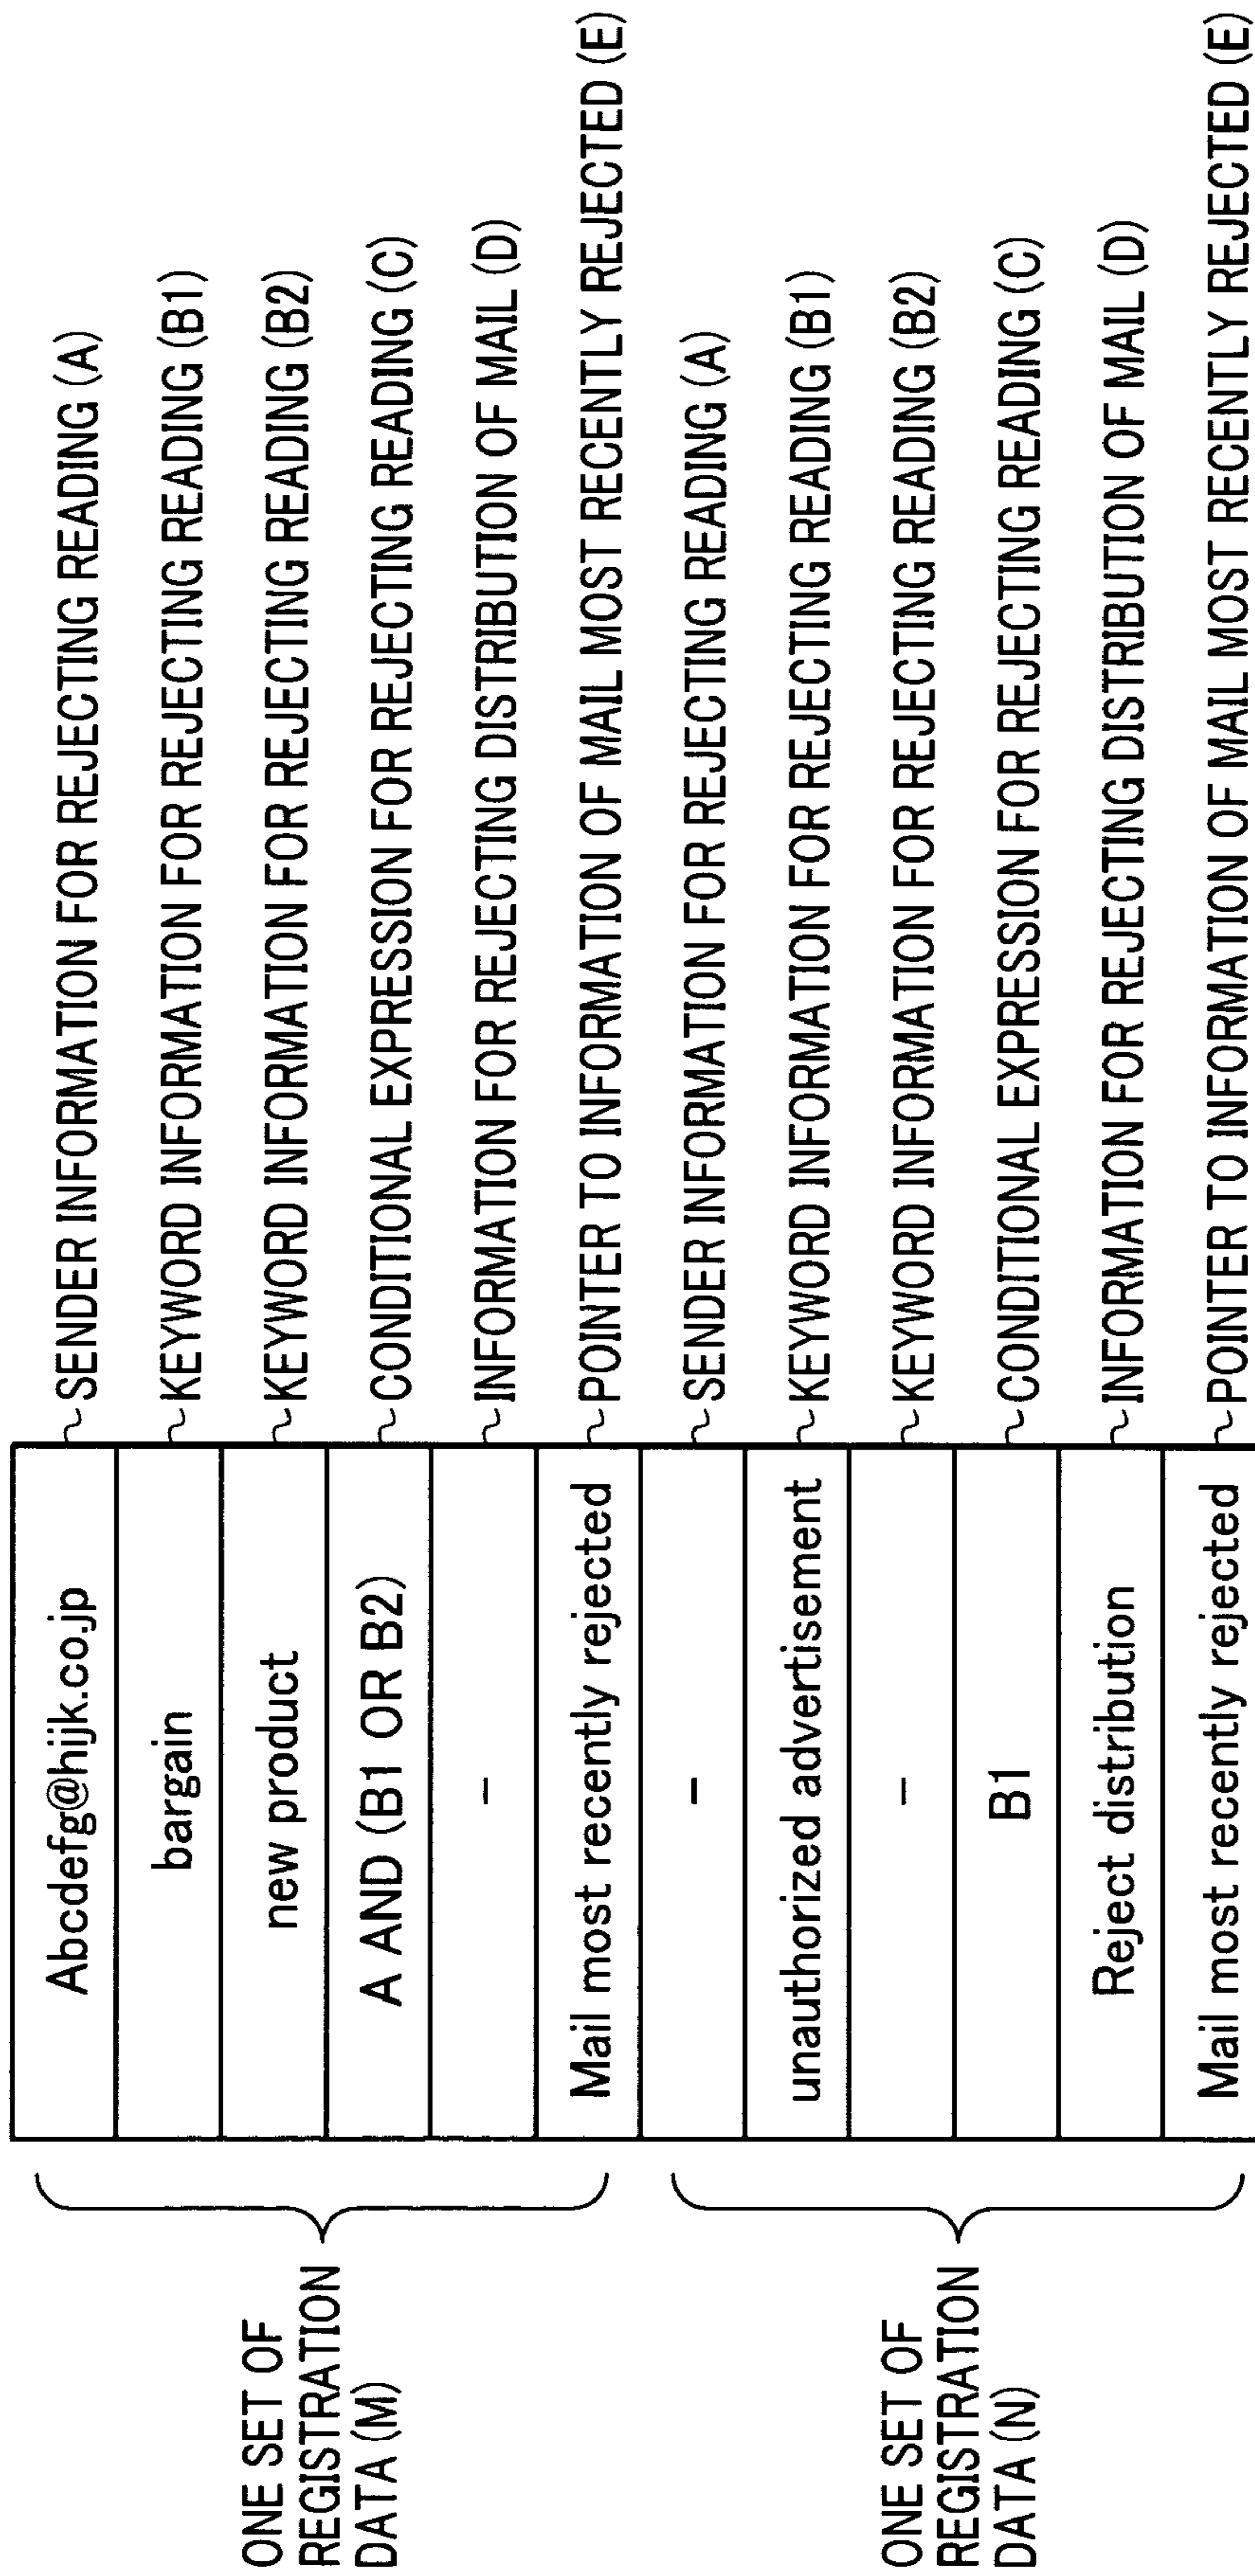 ONE SET OF
REGISTRATION
DATA (M)
Abcdefg@hijk.co.jp
SENDER INFORMATION FOR REJECTING READING (A)
bargain
KEYWORD INFORMATION FOR REJECTING READING (B1)
new product
KEYWORD INFORMATION FOR REJECTING READING (B2)
A AND (B1 OR B2)
CONDITIONAL EXPRESSION FOR REJECTING READING (C)
-
INFORMATION FOR REJECTING DISTRIBUTION OF MAIL (D)
Mail most recently rejected
POINTER TO INFORMATION OF MAIL MOST RECENTLY REJECTED (E)
ONE SET OF
REGISTRATION
DATA (N)
-
SENDER INFORMATION FOR REJECTING READING (A)
unauthorized advertisement
KEYWORD INFORMATION FOR REJECTING READING (B1)
-
KEYWORD INFORMATION FOR REJECTING READING (B2)
B1
CONDITIONAL EXPRESSION FOR REJECTING READING (C)
Reject distribution
INFORMATION FOR REJECTING DISTRIBUTION OF MAIL (D)
Mail most recently rejected
POINTER TO INFORMATION OF MAIL MOST RECENTLY REJECTED (E)